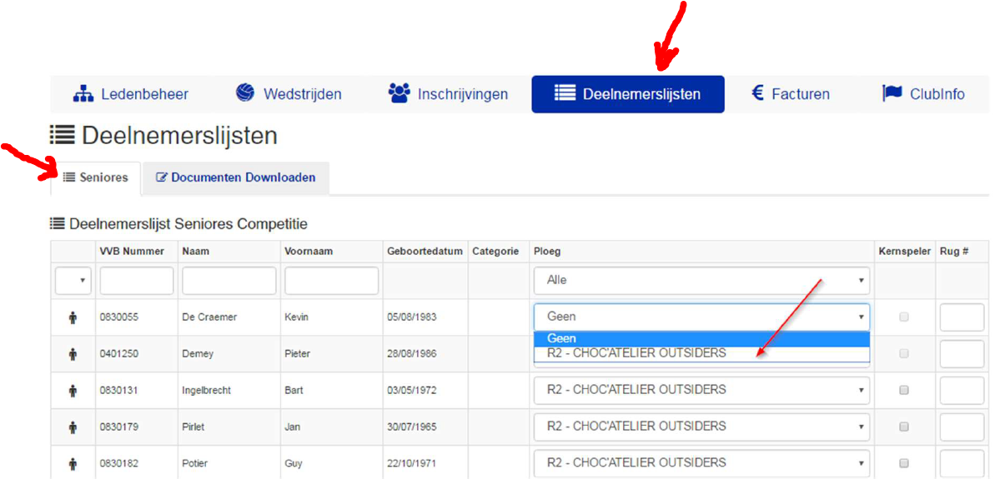 Ledenbeheer Wedstrijden Inschrijvingen Deelnemerslijsten € Facturen ClubInfo
Deelnemerslijsten
Seniores Documenten Downloaden
Deelnemerslijst Seniores Competitie
VVB Nummer Naam Voornaam Geboortedatum Categorie Ploeg Kernspeler Rug #
Alle
0830055 De Craemer Kevin 05/08/1983 Geen
Geen
0401250 Demey Pieter 28/08/1986 R2 - CHOC'ATELIER OUTSIDERS
0830131 Ingelbrecht Bart 03/05/1972 R2 - CHOC'ATELIER OUTSIDERS
0830179 Pirlet Jan 30/07/1965 R2 - CHOC'ATELIER OUTSIDERS
0830182 Potier Guy 22/10/1971 R2 - CHOC'ATELIER OUTSIDERS